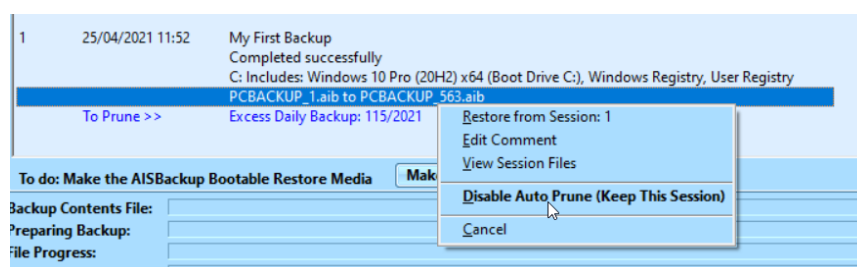 1 25/04/2021 11:52 My First Backup
Completed successfully
C: Includes: Windows 10 Pro (20H2) x64 (Boot Drive C:), Windows Registry, User Registry
PCBACKUP_1.aib to PCBACKUP_563.aib
To Prune >> Excess Daily Backup: 115/2021
Restore from Session: 1
Edit Comment
View Session Files
Disable Auto Prune (Keep This Session)
Cancel
To do: Make the AISBackup Bootable Restore Media
Backup Contents File:
Preparing Backup:
File Progress: